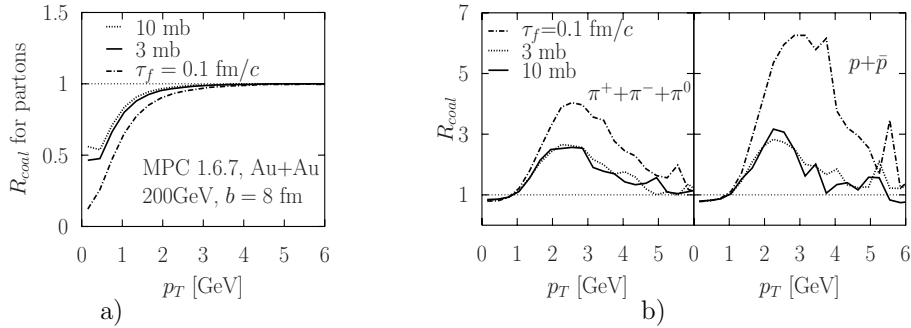 1.5
1
0.5
0
R_coal for partons
10 mb
3 mb
τ_f = 0.1 fm/c
MPC 1.6.7, Au+Au
200GeV, b = 8 fm
0 1 2 3 4 5 6
p_T [GeV]
a)
7
5
3
1
R_coal
τ_f=0.1 fm/c
3 mb
10 mb
π⁺+π⁻+π⁰
0 1 2 3 4 5
p_T [GeV]
p+p̄
0 1 2 3 4 5 6
p_T [GeV]
b)